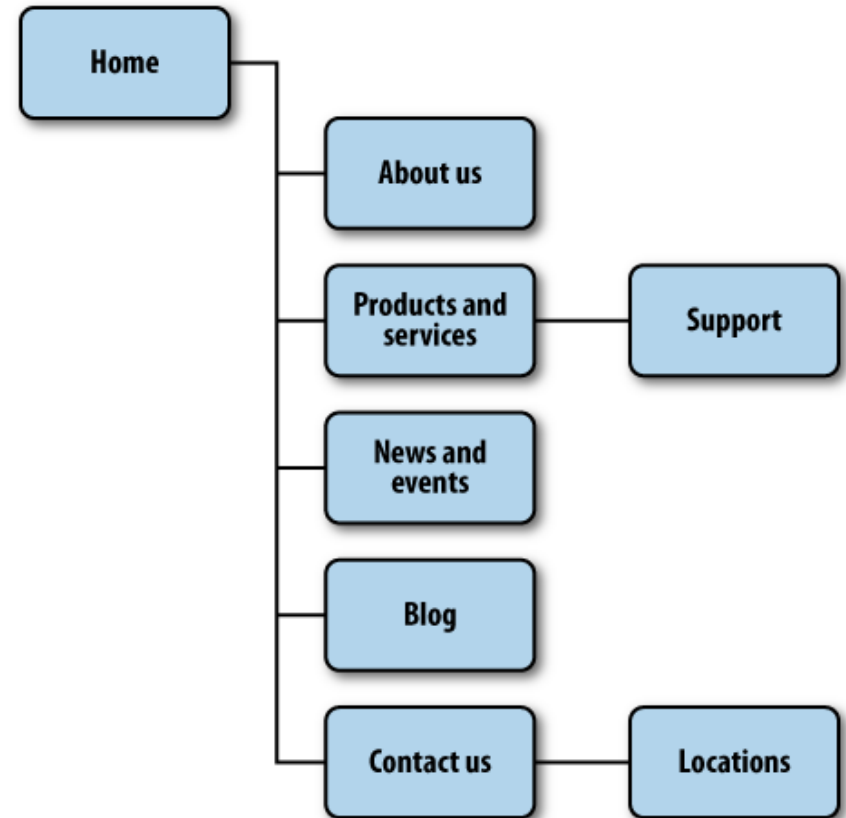 Home
About us
Products and
services
Support
News and
events
Blog
Contact us
Locations